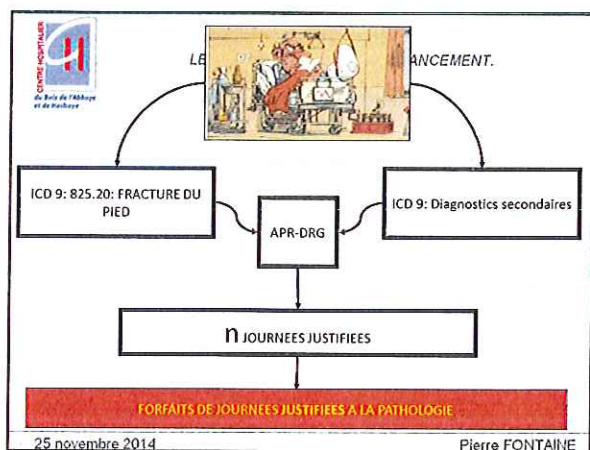 CENTRE HOSPITALIER
du Bois de l'Abbaye
et de Hesbaye
LE ANCEMENT.
ICD 9: 825.20: FRACTURE DU
PIED
ICD 9: Diagnostics secondaires
APR-DRG
n JOURNEES JUSTIFIEES
FORFAITS DE JOURNEES JUSTIFIEES A LA PATHOLOGIE
25 novembre 2014
Pierre FONTAINE